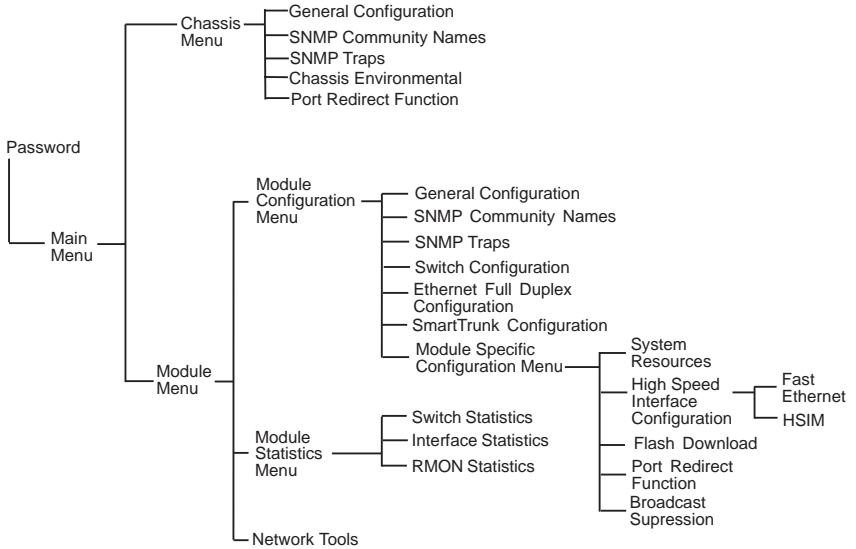 Password
Main
Menu
Chassis
Menu
General Configuration
SNMP Community Names
SNMP Traps
Chassis Environmental
Port Redirect Function
Module
Menu
Module
Configuration
Menu
General Configuration
SNMP Community Names
SNMP Traps
Switch Configuration
Ethernet Full Duplex
Configuration
SmartTrunk Configuration
Module Specific
Configuration Menu
System
Resources
High Speed
Interface
Configuration
Fast
Ethernet
HSIM
Flash Download
Port Redirect
Function
Broadcast
Supression
Module
Statistics
Menu
Switch Statistics
Interface Statistics
RMON Statistics
Network Tools